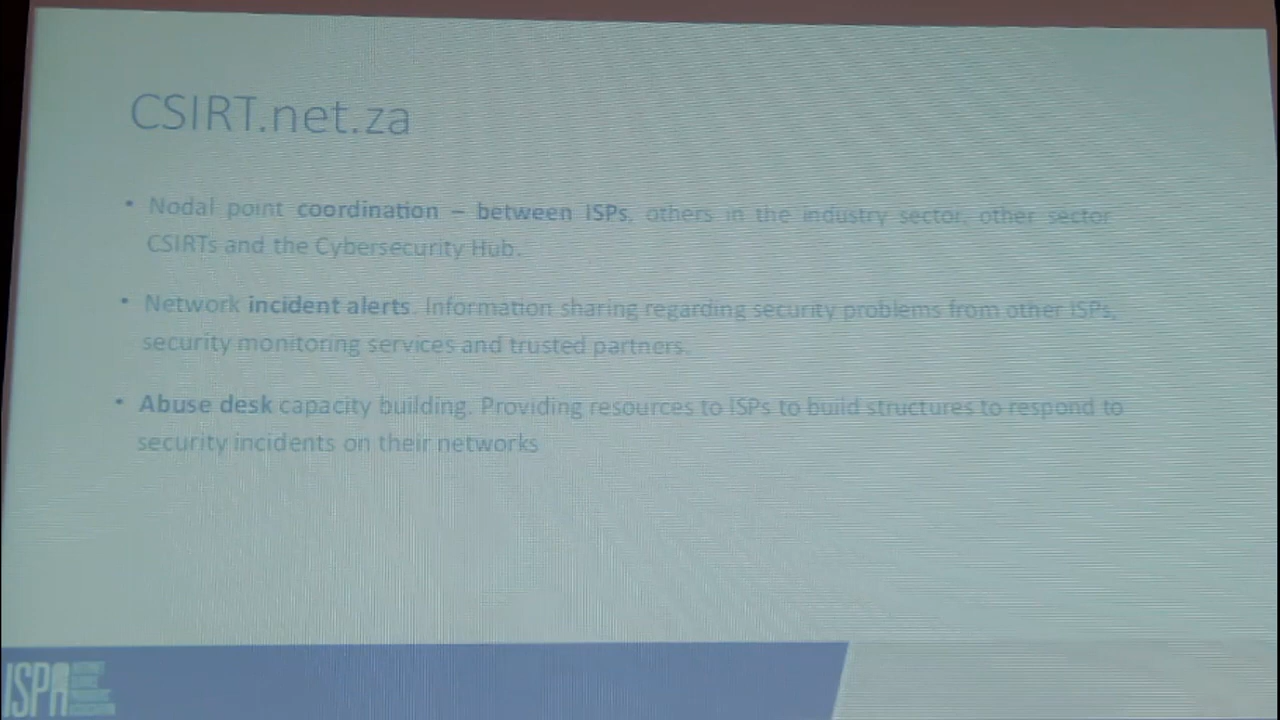 CSIRT.net.za
• Nodal point coordination – between ISPs, others in the industry sector, other sector
CSIRTs and the Cybersecurity Hub.
• Network incident alerts. Information sharing regarding security problems from other ISPs,
security monitoring services and trusted partners.
• Abuse desk capacity building. Providing resources to ISPs to build structures to respond to
security incidents on their networks
ISPA